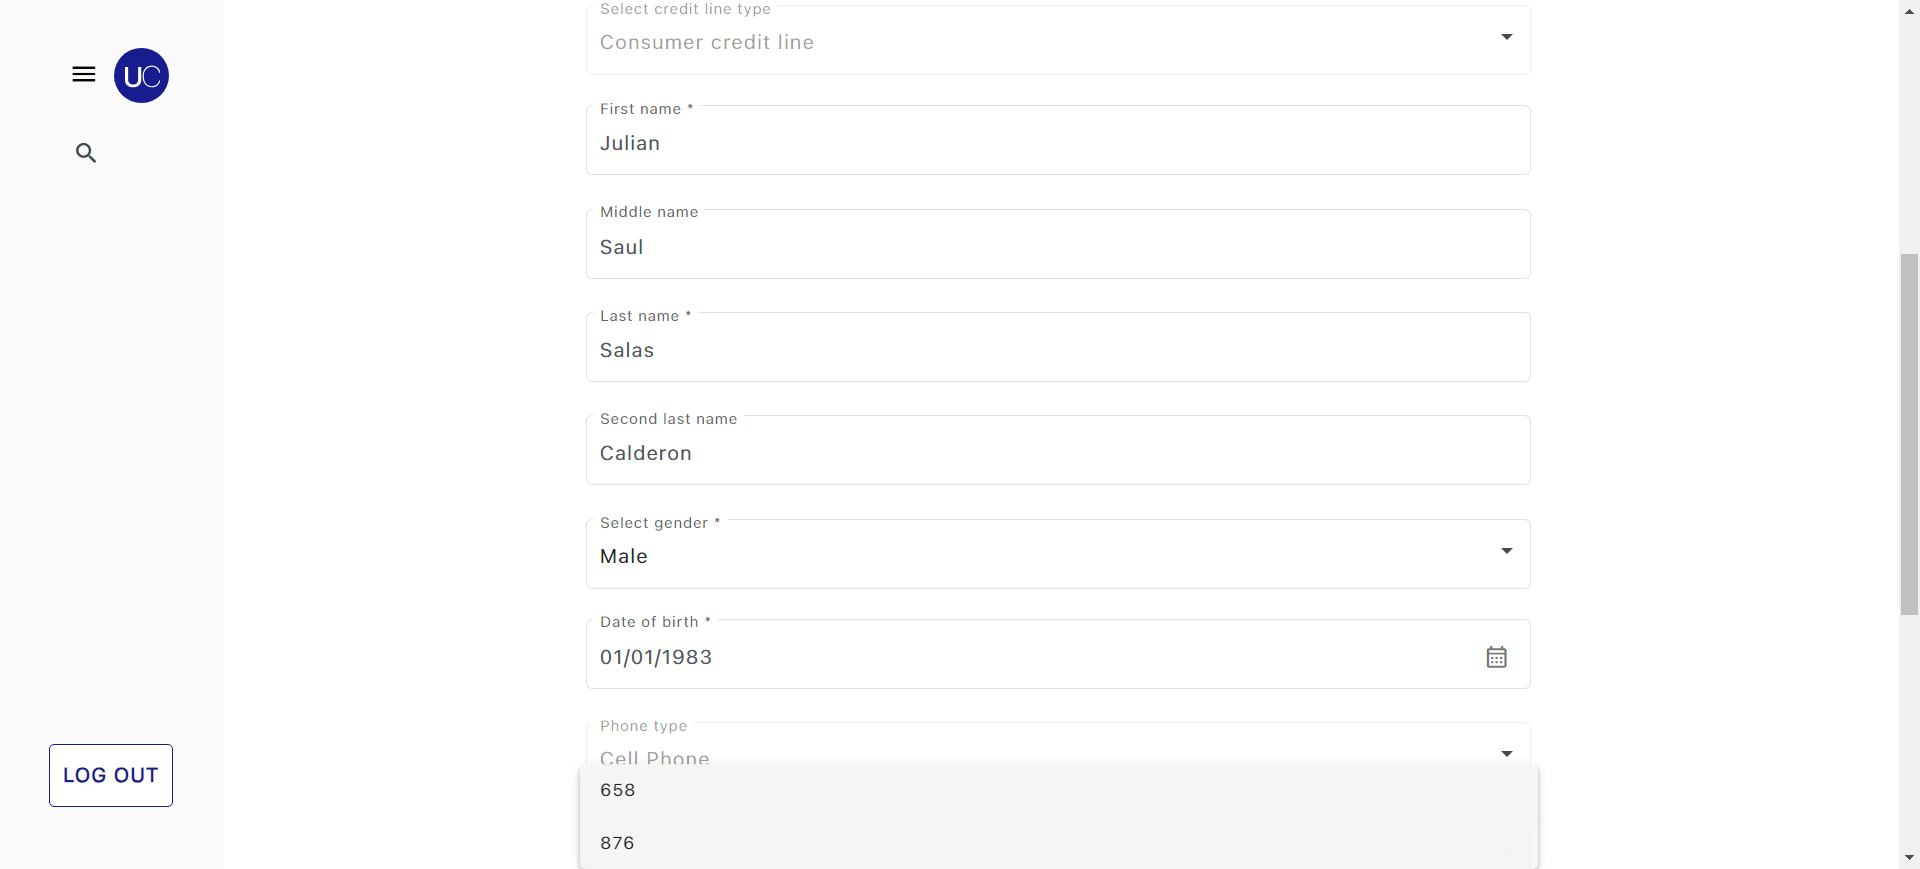 Select credit line type
Consumer credit line
UC
First name *
Julian
Middle name
Saul
Last name *
Salas
Second last name
Calderon
Select gender *
Male
Date of birth *
01/01/1983
Phone type
Cell Phone
LOG OUT
658
876